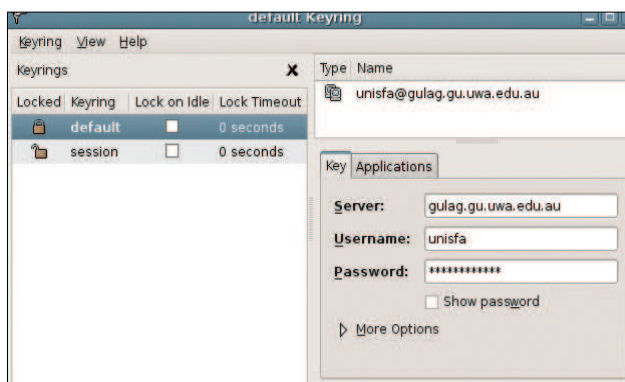 default Keyring
Keyring View Help
Keyrings
Locked Keyring Lock on Idle Lock Timeout
default 0 seconds
session 0 seconds
Type Name
unisfa@gulag.gu.uwa.edu.au
Key Applications
Server: gulag.gu.uwa.edu.au
Username: unisfa
Password: ************
Show password
More Options